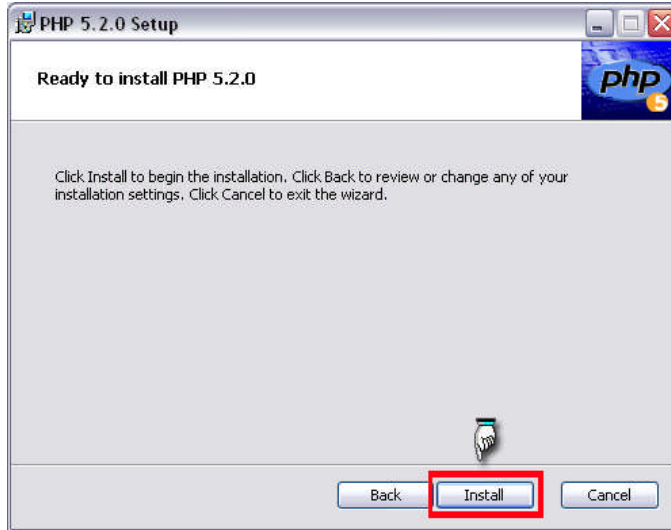 PHP 5.2.0 Setup
Ready to install PHP 5.2.0
php
5
Click Install to begin the installation. Click Back to review or change any of your
installation settings. Click Cancel to exit the wizard.
Back Install Cancel